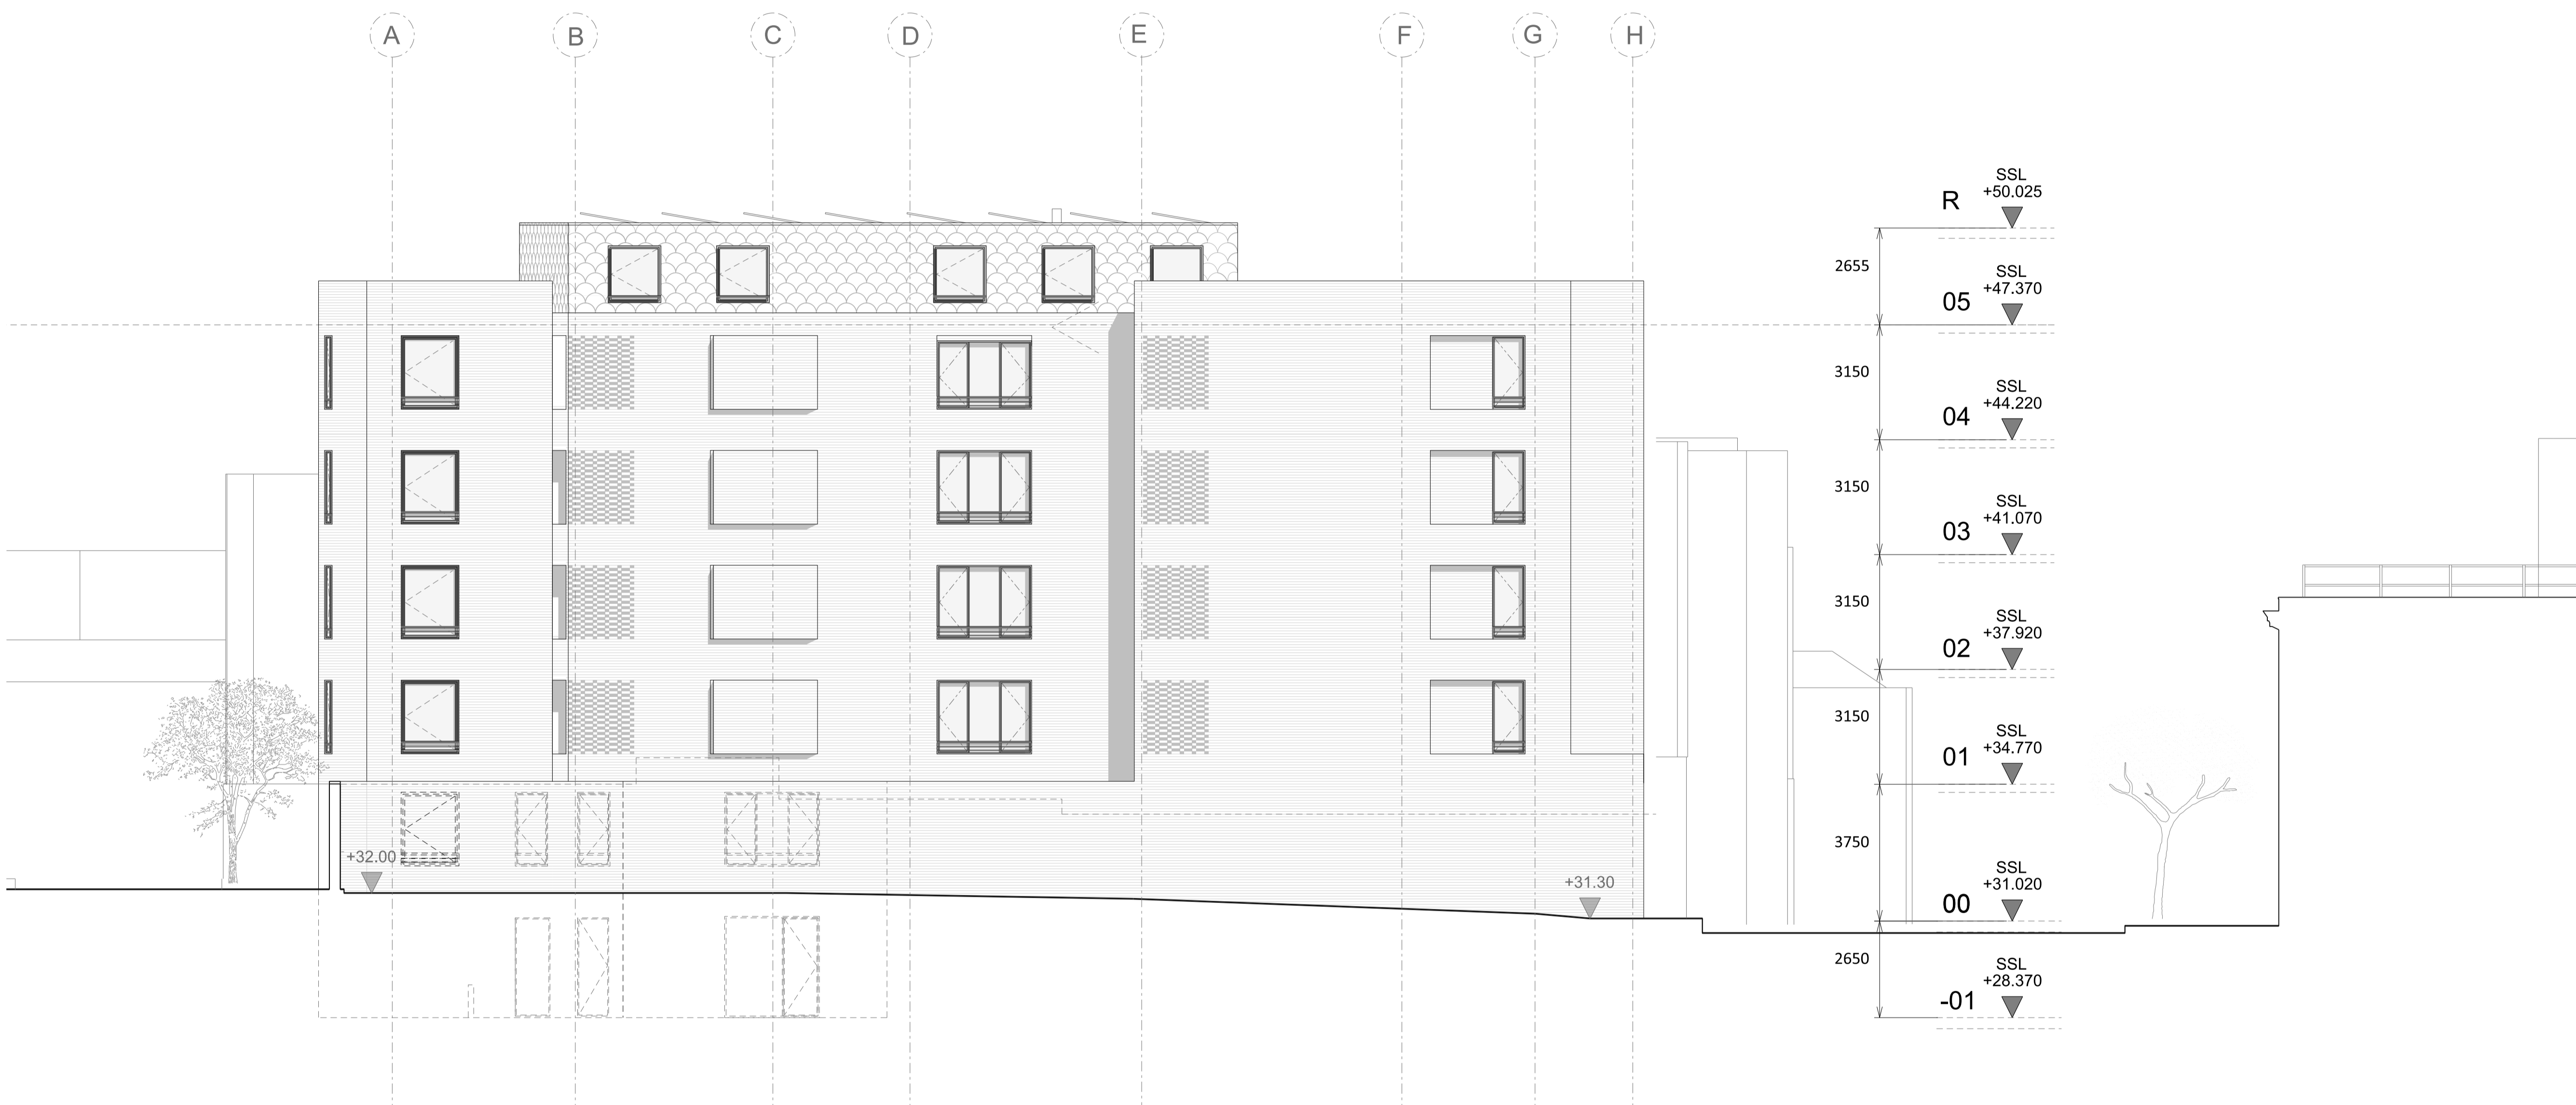 A B C D E F G H
SSL
R +50.025
2655
SSL
05 +47.370
3150
SSL
04 +44.220
3150
SSL
03 +41.070
3150
SSL
02 +37.920
3150
SSL
01 +34.770
3750
+32.00
+31.30
SSL
00 +31.020
2650
SSL
-01 +28.370